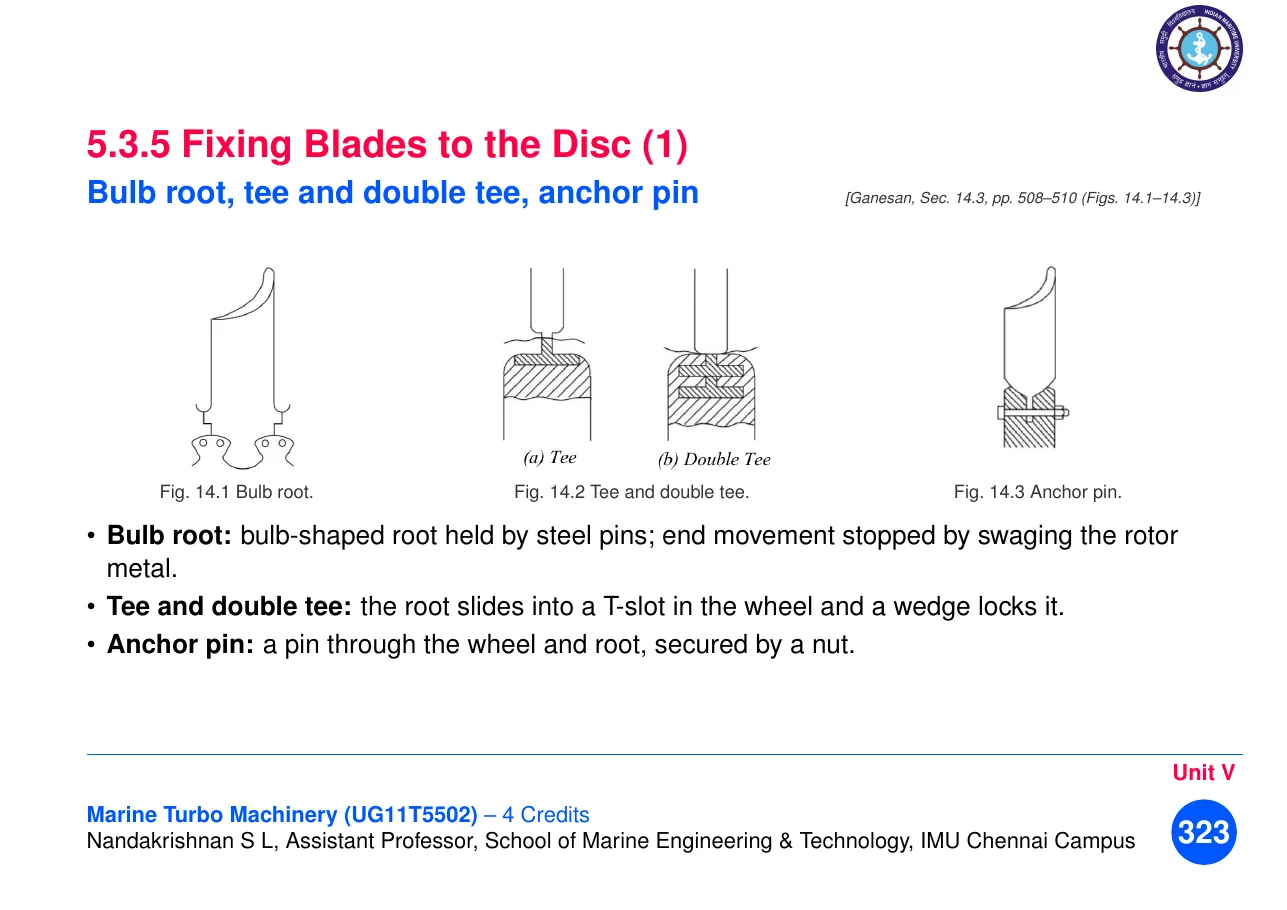 INDIAN MARITIME UNIVERSITY
5.3.5 Fixing Blades to the Disc (1)
Bulb root, tee and double tee, anchor pin
[Ganesan, Sec. 14.3, pp. 508–510 (Figs. 14.1–14.3)]
(a) Tee
(b) Double Tee
Fig. 14.1 Bulb root.
Fig. 14.2 Tee and double tee.
Fig. 14.3 Anchor pin.
• Bulb root: bulb-shaped root held by steel pins; end movement stopped by swaging the rotor
metal.
• Tee and double tee: the root slides into a T-slot in the wheel and a wedge locks it.
• Anchor pin: a pin through the wheel and root, secured by a nut.
Unit V
Marine Turbo Machinery (UG11T5502) – 4 Credits
Nandakrishnan S L, Assistant Professor, School of Marine Engineering & Technology, IMU Chennai Campus
323